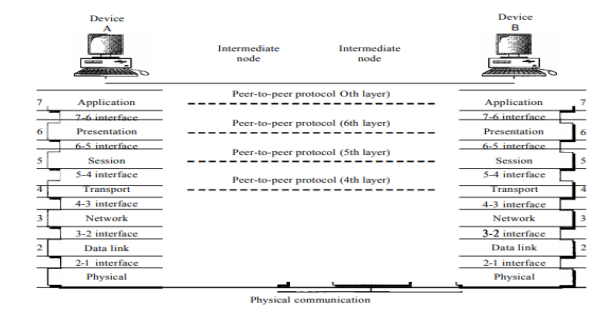 Device
A
Device
B
Intermediate
node
Intermediate
node
Peer-to-peer protocol Oth layer)
7 Application
Application 7
7-6 interface
7-6 interface
Peer-to-peer protocol (6th layer)
6 Presentation
Presentation 6
6-5 interface
6-5 interface
Peer-to-peer protocol (5th layer)
5 Session
Session 5
5-4 interface
5-4 interface
Peer-to-peer protocol (4th layer)
4 Transport
Transport 4
4-3 interface
4-3 interface
3 Network
Network 3
3-2 interface
3-2 interface
2 Data link
Data link 2
2-1 interface
2-1 interface
Physical
Physical
Physical communication